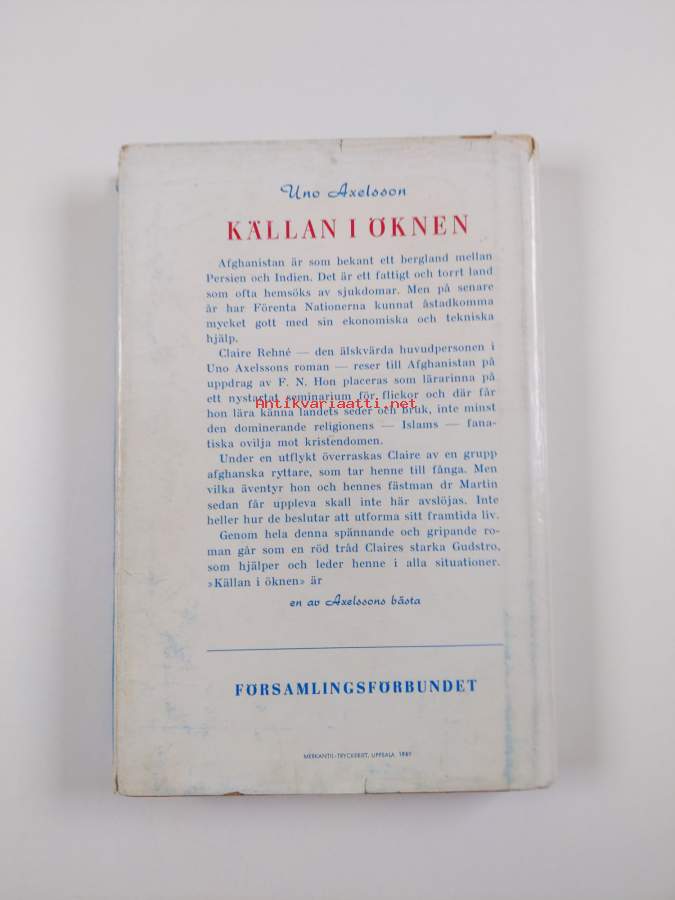 Uno Axelsson
KÄLLAN I ÖKNEN
Afghanistan är som bekant ett bergland mellan
Persien och Indien. Det är ett fattigt och torrt land
som ofta hemsöks av sjukdomar. Men på senare
år har Förenta Nationerna kunnat åstadkomma
mycket gott med sin ekonomiska och tekniska
hjälp.
Claire Rehné — den älskvärda huvudpersonen i
Uno Axelssons roman — reser till Afghanistan på
uppdrag av F. N. Hon placeras som lärarinna på
ett nystartat seminarium för flickor och där får
Antikvariaatti.net
hon lära känna landets seder och bruk, inte minst
den dominerande religionens — Islams — fana-
tiska ovilja mot kristendomen.
Under en utflykt överraskas Claire av en grupp
afghanska ryttare, som tar henne till fånga. Men
vilka äventyr hon och hennes fästman dr Martin
sedan får uppleva skall inte här avslöjas. Inte
heller hur de beslutar att utforma sitt framtida liv.
Genom hela denna spännande och gripande ro-
man går som en röd tråd Claires starka Gudstro,
som hjälper och leder henne i alla situationer.
»Källan i öknen» är
en av Axelssons bästa
FÖRSAMLINGSFÖRBUNDET
MERKANTIL-TRYCKERIET, UPPSALA,